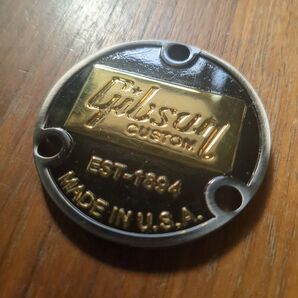 Gibson
CUSTOM
EST-1894
MADE IN U.S.A.